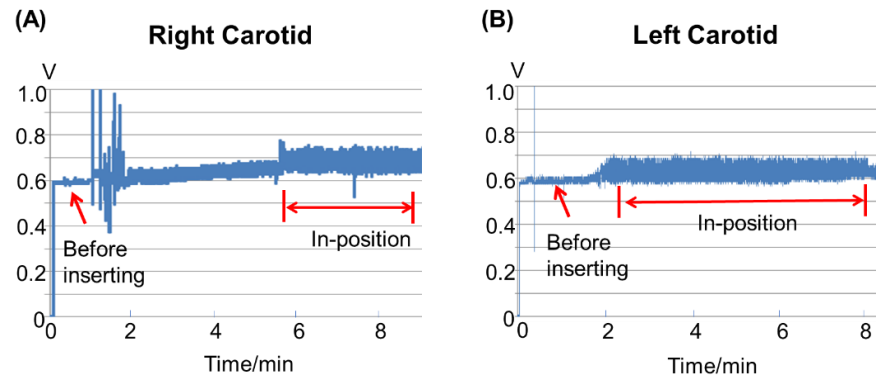 (A)
Right Carotid
V
1.0
0.8
0.6
0.4
0.2
0
Before
inserting
In-position
0
2
4
6
8
Time/min
(B)
Left Carotid
V
1.0
0.8
0.6
0.4
0.2
0
Before
inserting
In-position
0
2
4
6
8
Time/min